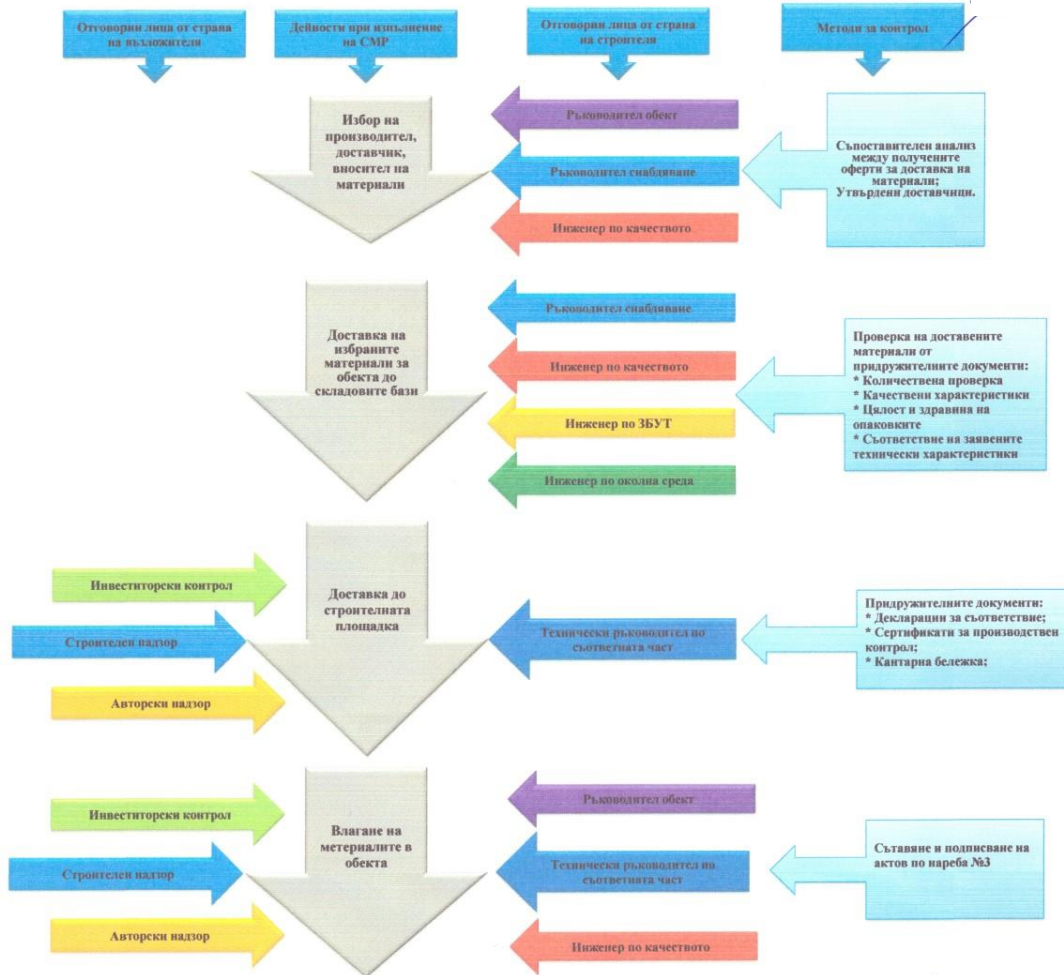 Отговорни лица от страна
на възложителя
Дейности при изпълнение
на СМР
Отговорни лица от страна
на строителя
Методи за контрол
Избор на
производител,
доставчик,
вносител на
материали
Ръководител обект
Ръководител снабдяване
Инженер по качеството
Съпоставителен анализ
между получените
оферти за доставка на
материали;
Утвърдени доставчици.
Доставка на
избраните
материали за
обекта до
складовите бази
Ръководител снабдяване
Инженер по качеството
Инженер по ЗБУТ
Инженер по околна среда
Проверка на доставените
материали от
придружителните документи:
* Количествена проверка
* Качествени характеристики
* Цялост и здравина на
опаковките
* Съответствие на заявените
технически характеристики
Инвеститорски контрол
Строителен надзор
Авторски надзор
Доставка до
строителната
площадка
Технически ръководител по
съответната част
Придружителните документи:
* Декларации за съответствие;
* Сертификати за производствен
контрол;
* Кантарна бележка;
Инвеститорски контрол
Строителен надзор
Авторски надзор
Влагане на
метериалите в
обекта
Ръководител обект
Технически ръководител по
съответната част
Инженер по качеството
Сътавяне и подписване на
актов по нареба №3